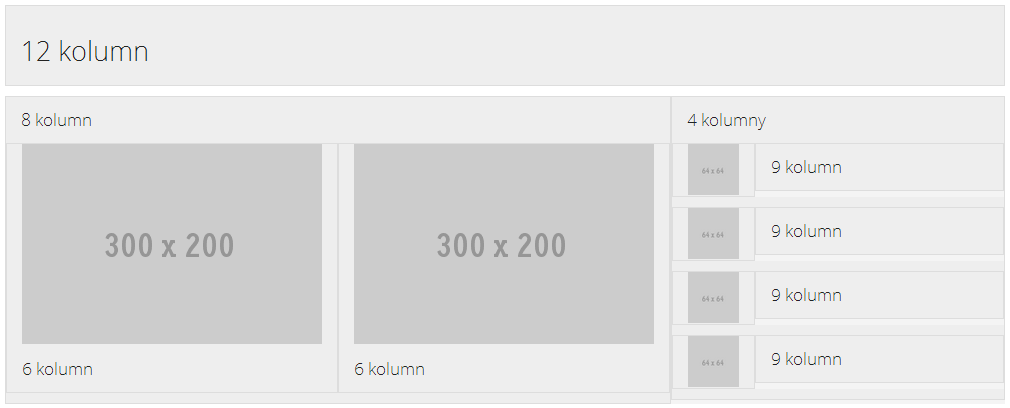 12 kolumn
8 kolumn
300 x 200
6 kolumn
300 x 200
6 kolumn
4 kolumny
64 x 64
9 kolumn
64 x 64
9 kolumn
64 x 64
9 kolumn
64 x 64
9 kolumn